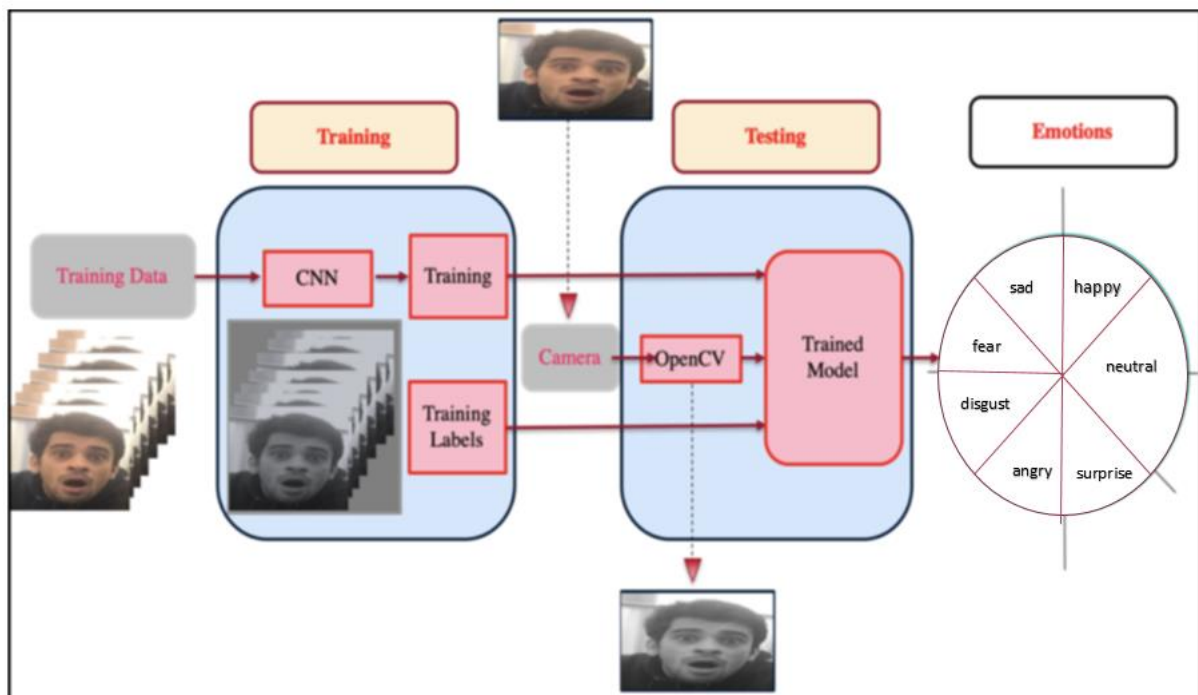 Training
Testing
Emotions
Training Data
CNN
Training
Camera
OpenCV
Trained
Model
Training
Labels
sad
happy
fear
neutral
disgust
angry
surprise